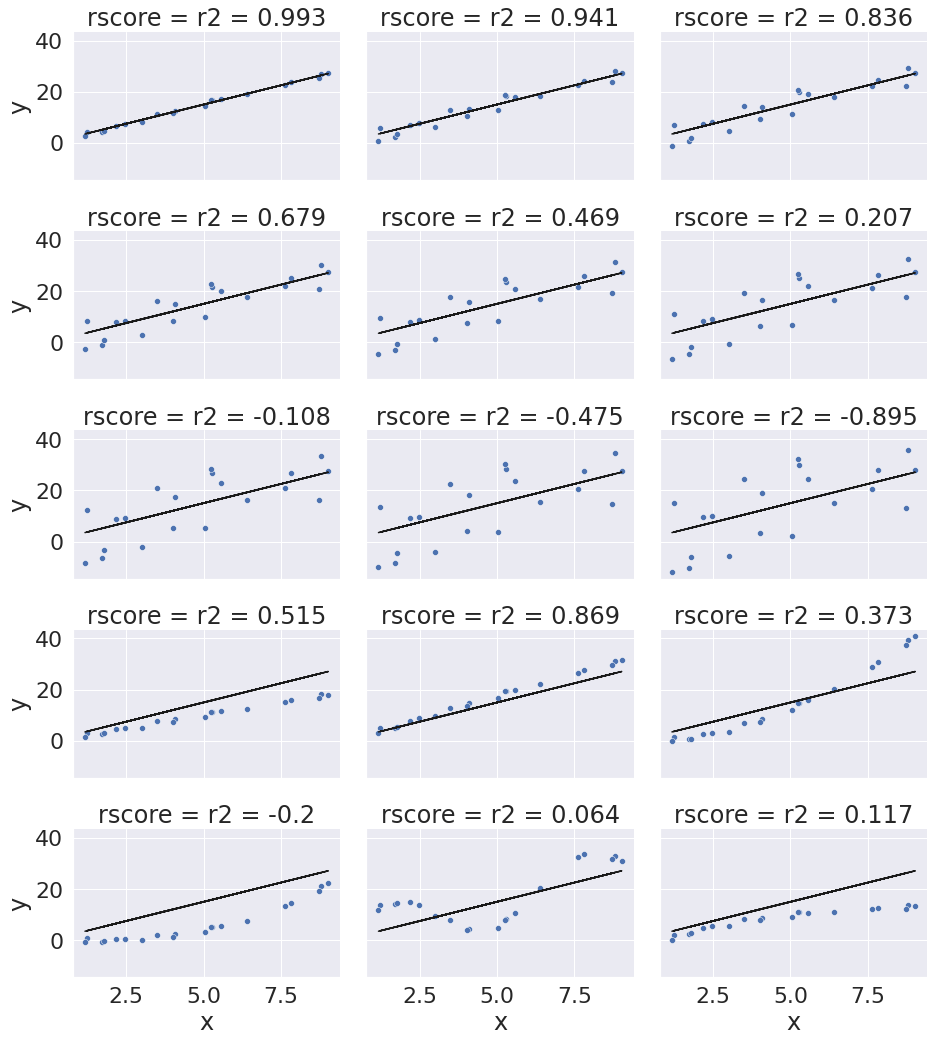 rscore = r2 = 0.993
rscore = r2 = 0.941
rscore = r2 = 0.836
40
20
0
y
rscore = r2 = 0.679
rscore = r2 = 0.469
rscore = r2 = 0.207
40
20
0
y
rscore = r2 = -0.108
rscore = r2 = -0.475
rscore = r2 = -0.895
40
20
0
y
rscore = r2 = 0.515
rscore = r2 = 0.869
rscore = r2 = 0.373
40
20
0
y
rscore = r2 = -0.2
rscore = r2 = 0.064
rscore = r2 = 0.117
40
20
0
y
2.5 5.0 7.5
2.5 5.0 7.5
2.5 5.0 7.5
x
x
x